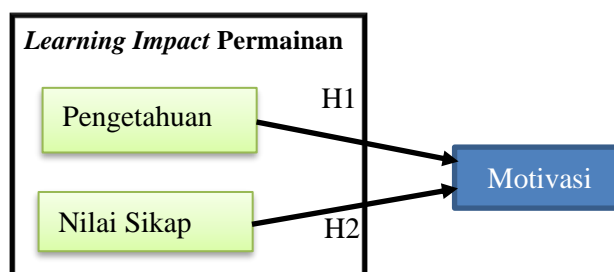 Learning Impact Permainan
H1
Pengetahuan
Motivasi
Nilai Sikap
H2